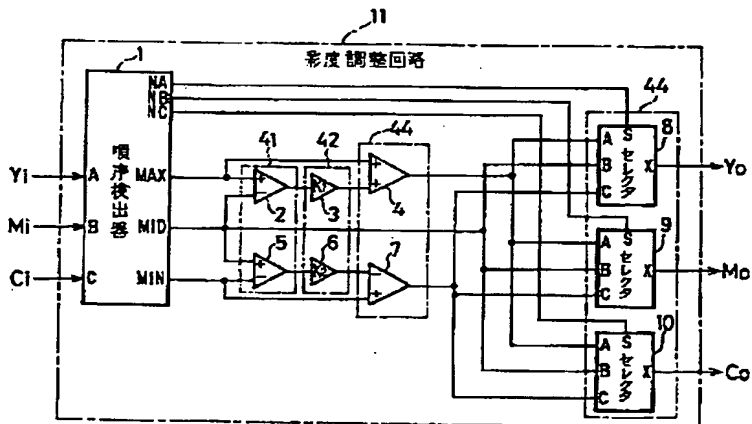 11
彩度調整回路
1
NA
NB
NC
44
8
41
42
44
S
A
セレクタ
X
B
C
Yi
A
順序検出器
MAX
+
-
2
K1
3
+
+
4
Yo
Mi
B
MID
5
6
7
S
9
A
セレクタ
X
B
C
Mo
+
-
K2
-
+
Ci
C
MIN
S
10
A
セレクタ
X
B
C
Co